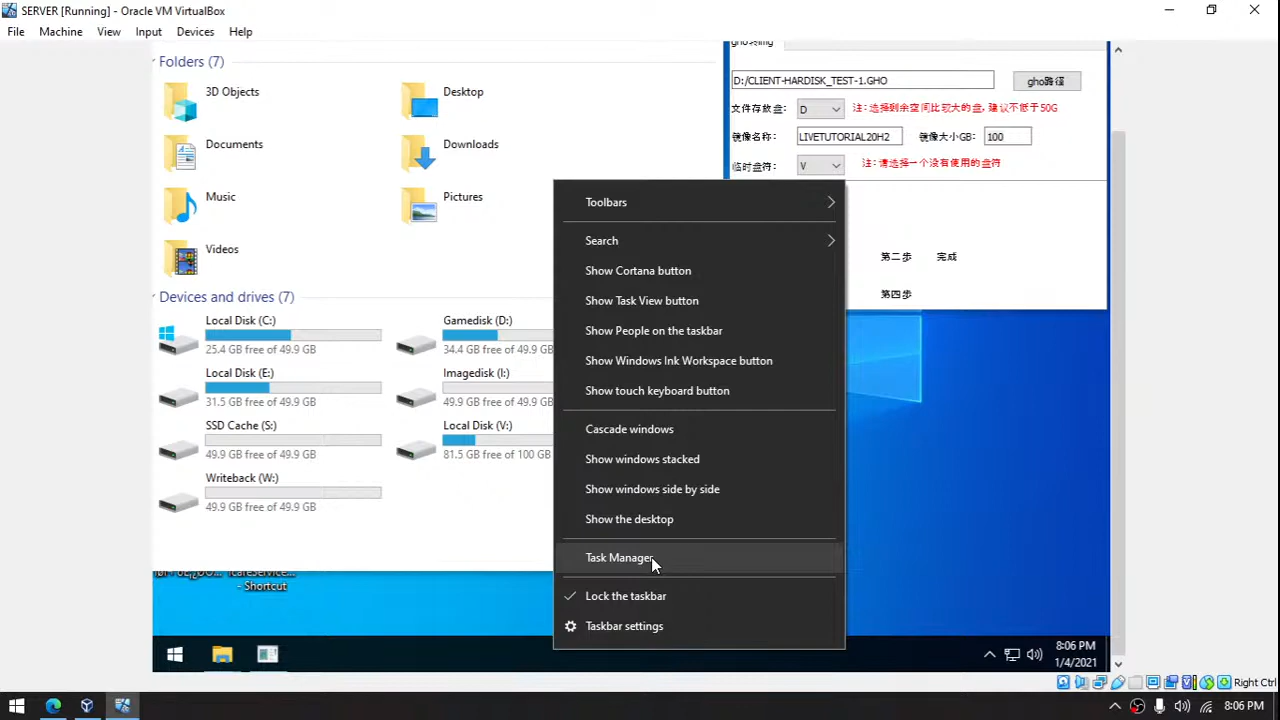 SERVER [Running] - Oracle VM VirtualBox
File Machine View Input Devices Help
Folders (7)
3D Objects
Desktop
Documents
Downloads
Music
Pictures
Videos
Devices and drives (7)
Local Disk (C:)
25.4 GB free of 49.9 GB
Gamedisk (D:)
34.4 GB free of 49.9 GB
Local Disk (E:)
31.5 GB free of 49.9 GB
Imagedisk (I:)
49.9 GB free of 49.9 GB
SSD Cache (S:)
49.9 GB free of 49.9 GB
Local Disk (V:)
81.5 GB free of 100 GB
Writeback (W:)
49.9 GB free of 49.9 GB
D:/CLIENT-HARDISK_TEST-1.GHO gho路径
文件存放盘: D 注:选择剩余空间比较大的盘,建议不低于50G
镜像名称: LIVETUTORIAL20H2 镜像大小GB: 100
临时盘符: V 注:请选择一个没有使用的盘符
第二步 完成
第四步
Toolbars
Search
Show Cortana button
Show Task View button
Show People on the taskbar
Show Windows Ink Workspace button
Show touch keyboard button
Cascade windows
Show windows stacked
Show windows side by side
Show the desktop
Task Manager
Lock the taskbar
Taskbar settings
- Shortcut
8:06 PM
1/4/2021
Right Ctrl
8:06 PM